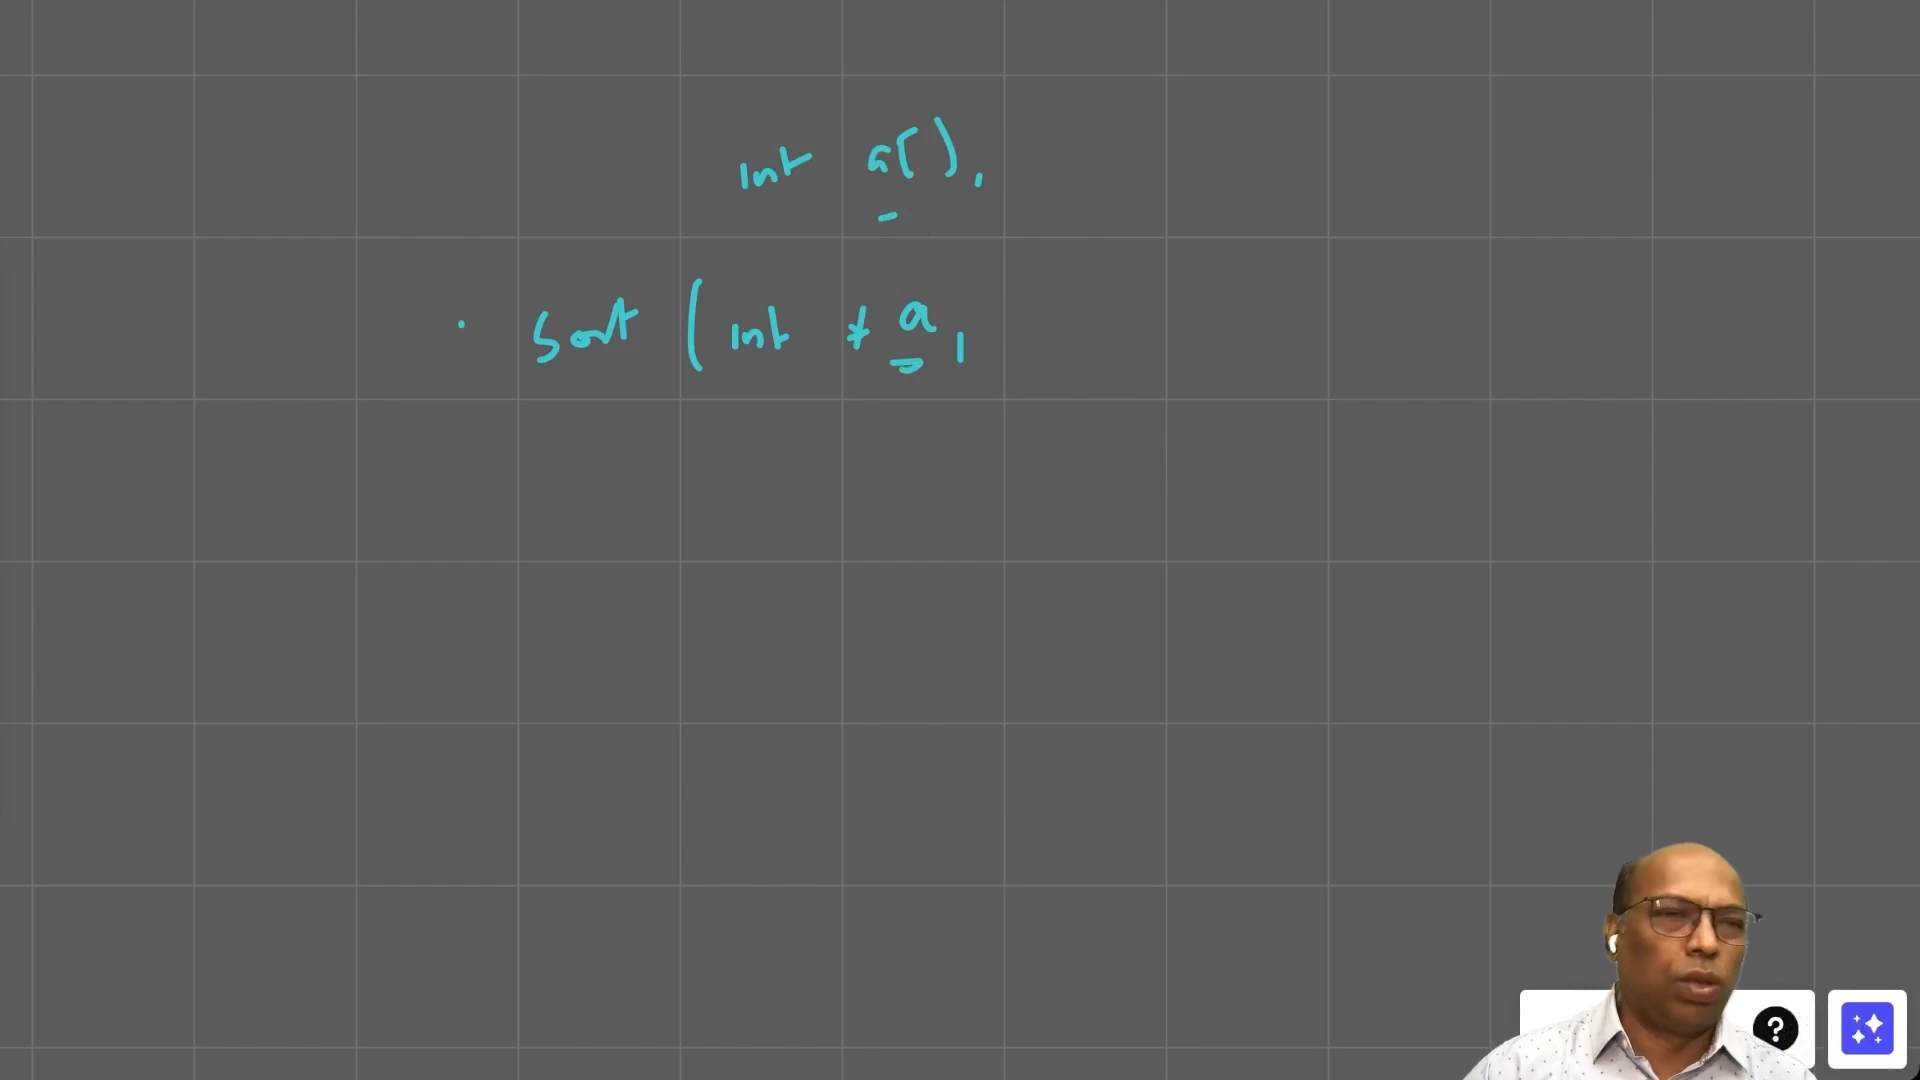 int a[),
sort (int * a,
?